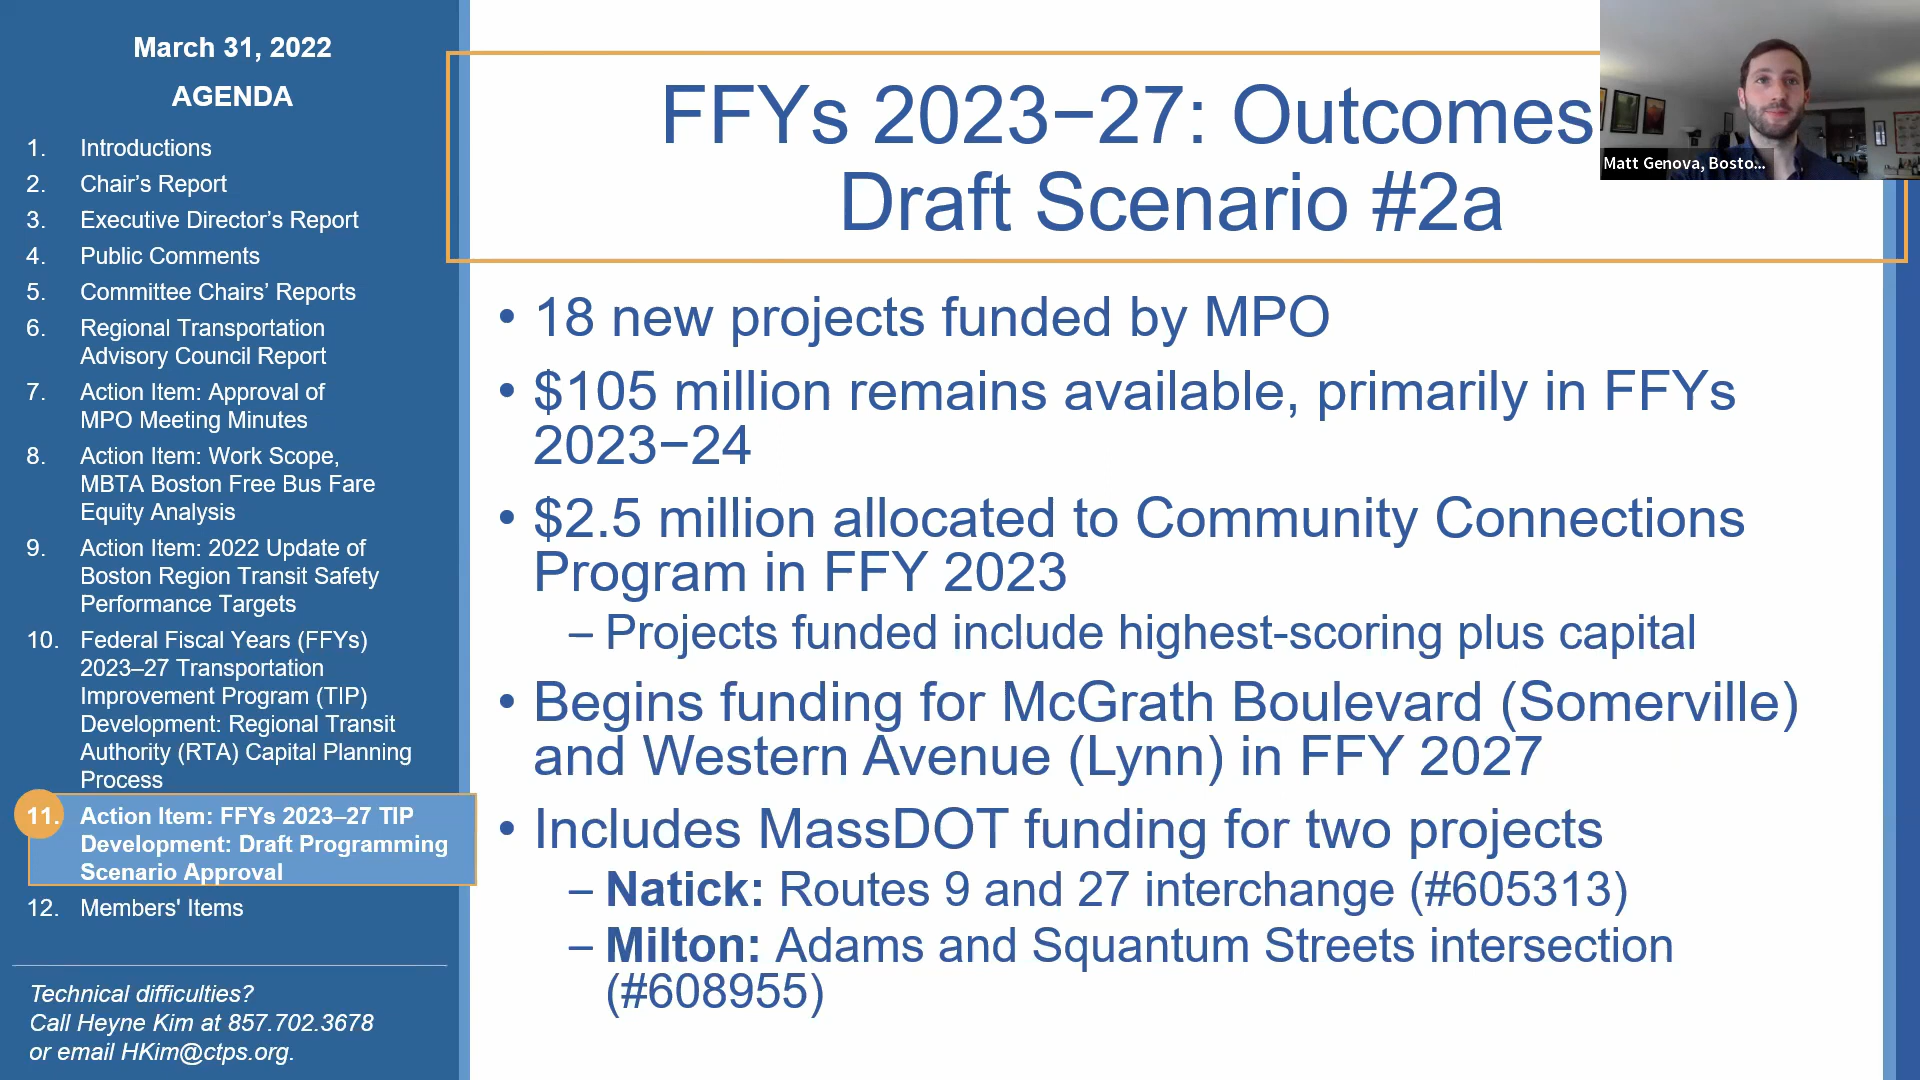 March 31, 2022
AGENDA
1. Introductions
2. Chair’s Report
3. Executive Director’s Report
4. Public Comments
5. Committee Chairs’ Reports
6. Regional Transportation
Advisory Council Report
7. Action Item: Approval of
MPO Meeting Minutes
8. Action Item: Work Scope,
MBTA Boston Free Bus Fare
Equity Analysis
9. Action Item: 2022 Update of
Boston Region Transit Safety
Performance Targets
10. Federal Fiscal Years (FFYs)
2023–27 Transportation
Improvement Program (TIP)
Development: Regional Transit
Authority (RTA) Capital Planning
Process
11. Action Item: FFYs 2023–27 TIP
Development: Draft Programming
Scenario Approval
12. Members' Items
Technical difficulties?
Call Heyne Kim at 857.702.3678
or email HKim@ctps.org.
FFYs 2023−27: Outcomes
Draft Scenario #2a
• 18 new projects funded by MPO
• $105 million remains available, primarily in FFYs
2023−24
• $2.5 million allocated to Community Connections
Program in FFY 2023
– Projects funded include highest-scoring plus capital
• Begins funding for McGrath Boulevard (Somerville)
and Western Avenue (Lynn) in FFY 2027
• Includes MassDOT funding for two projects
– Natick: Routes 9 and 27 interchange (#605313)
– Milton: Adams and Squantum Streets intersection
(#608955)
Matt Genova, Bosto...